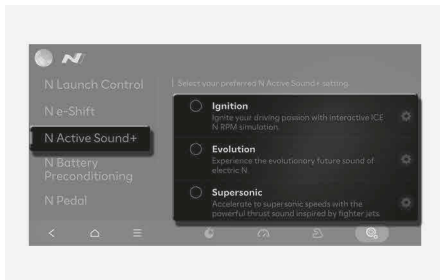 N
N Launch Control
Select your preferred N Active Sound+ setting.
N e-Shift
Ignition
Ignite your driving passion with interactive ICE
N RPM simulation.
N Active Sound+
Evolution
Experience the evolutionary future sound of
electric N.
N Battery
Preconditioning
Supersonic
Accelerate to supersonic speeds with the
powerful thrust sound inspired by fighter jets.
N Pedal